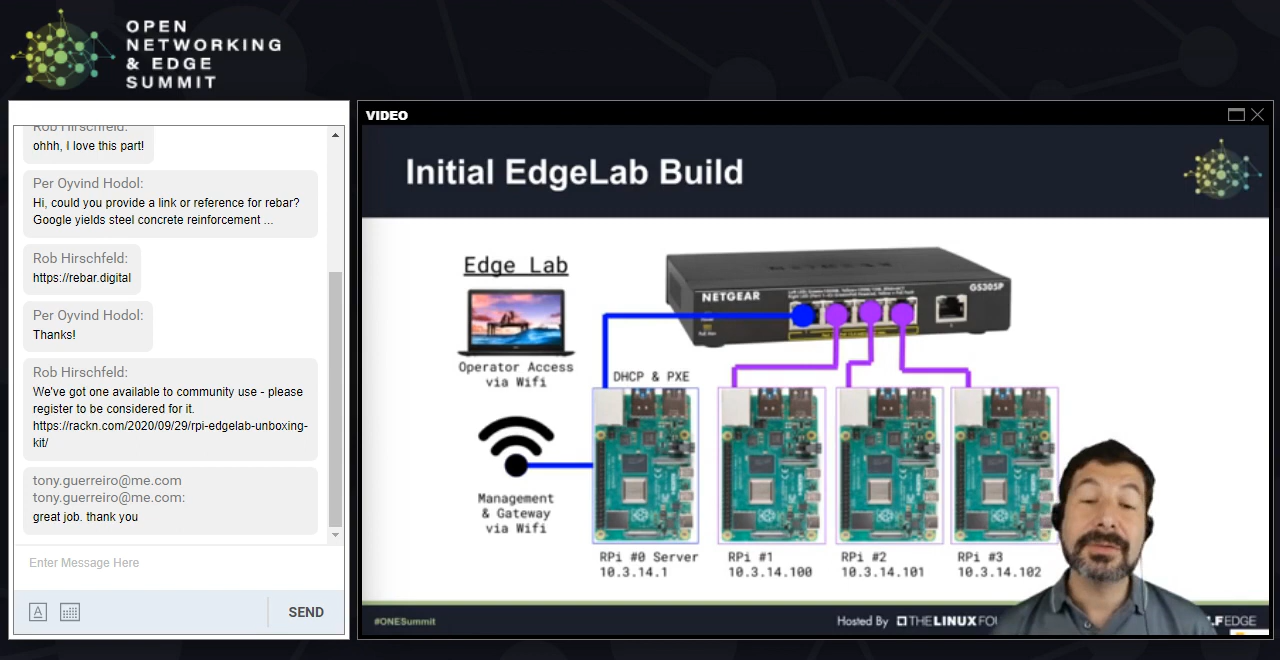 OPEN
NETWORKING
& EDGE
SUMMIT
Rob Hirschfeld:
ohhh, I love this part!
Per Oyvind Hodol:
Hi, could you provide a link or reference for rebar?
Google yields steel concrete reinforcement ...
Rob Hirschfeld:
https://rebar.digital
Per Oyvind Hodol:
Thanks!
Rob Hirschfeld:
We've got one available to community use - please
register to be considered for it.
https://rackn.com/2020/09/29/rpi-edgelab-unboxing-
kit/
tony.guerreiro@me.com
tony.guerreiro@me.com:
great job. thank you
Enter Message Here
A
SEND
VIDEO
Initial EdgeLab Build
Edge Lab
Operator Access
via Wifi
Management
& Gateway
via Wifi
NETGEAR
GS305P
DHCP & PXE
RPi #0 Server
10.3.14.1
RPi #1
10.3.14.100
RPi #2
10.3.14.101
RPi #3
10.3.14.102
#ONESummit
Hosted By
THE LINUX FOU
LF EDGE